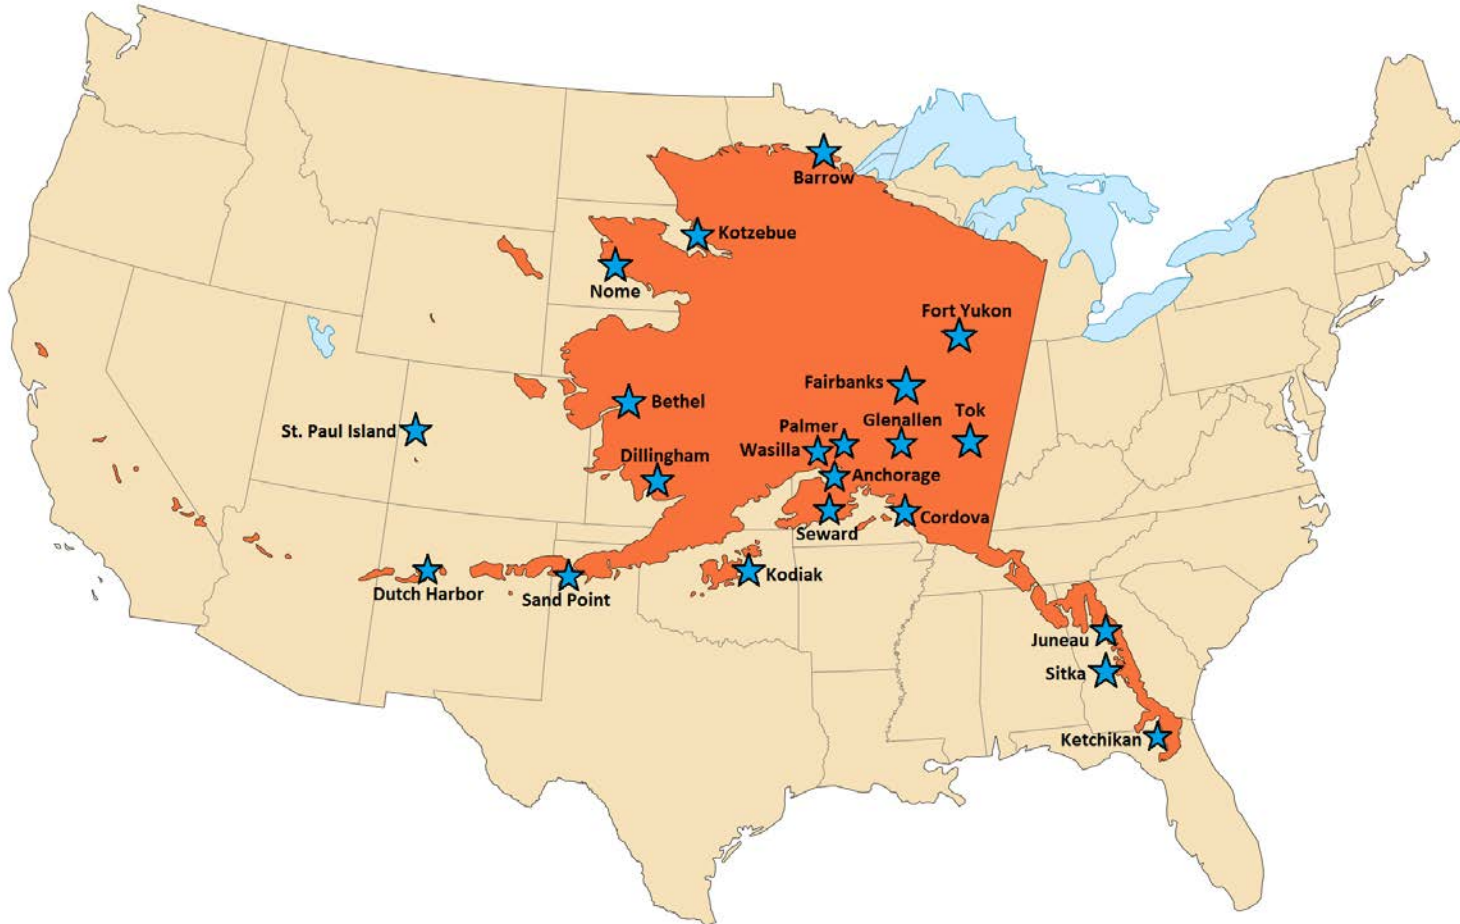 Barrow
Kotzebue
Nome
Fort Yukon
Fairbanks
Bethel
Tok
Glenallen
Palmer
St. Paul Island
Wasilla
Dillingham
Anchorage
Cordova
Seward
Kodiak
Dutch Harbor
Sand Point
Juneau
Sitka
Ketchikan